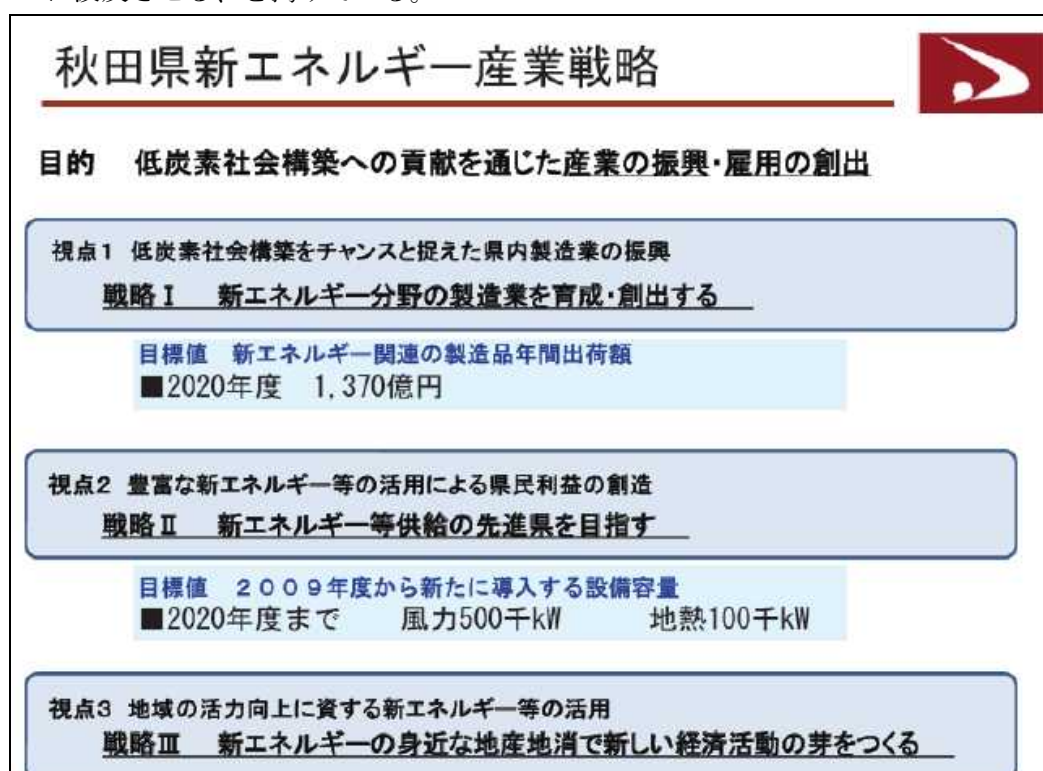 秋田県新エネルギー産業戦略
目的　低炭素社会構築への貢献を通じた産業の振興・雇用の創出
視点1　低炭素社会構築をチャンスと捉えた県内製造業の振興
戦略Ⅰ　新エネルギー分野の製造業を育成・創出する
目標値　新エネルギー関連の製造品年間出荷額
■2020年度　1,370億円
視点2　豊富な新エネルギー等の活用による県民利益の創造
戦略Ⅱ　新エネルギー等供給の先進県を目指す
目標値　２００９年度から新たに導入する設備容量
■2020年度まで　風力500千kW　地熱100千kW
視点3　地域の活力向上に資する新エネルギー等の活用
戦略Ⅲ　新エネルギーの身近な地産地消で新しい経済活動の芽をつくる